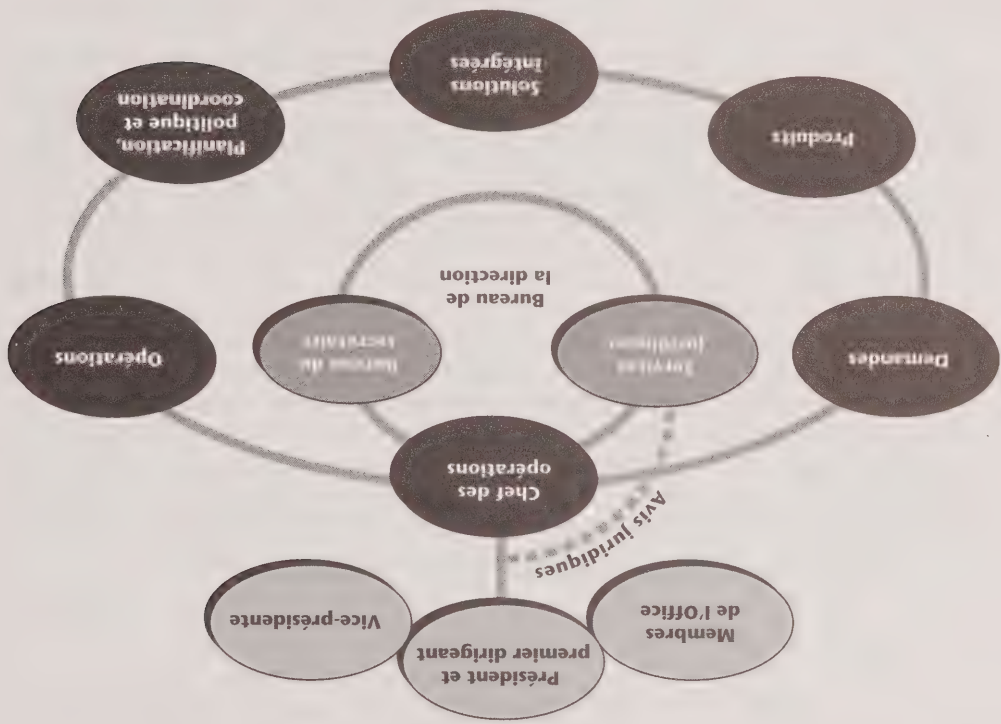 Membres
de l'Office
Président et
premier dirigeant
Vice-présidente
Avis juridiques
Chef des
opérations
Demandes
Services
juridiques
Bureau du
secrétaire
Opérations
Bureau de
la direction
Produits
Solutions
intégrées
Planification,
politique et
coordination